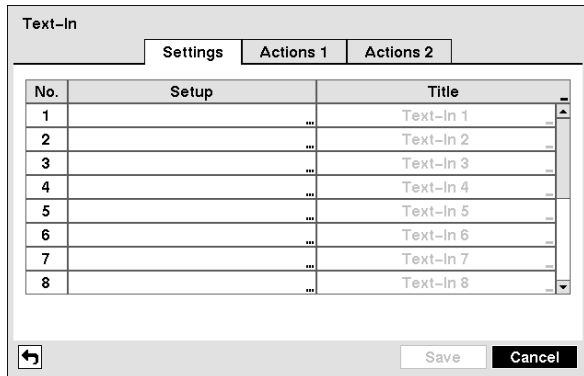 Text-In
Settings Actions 1 Actions 2
No. Setup Title
1 ... Text-In 1
2 ... Text-In 2
3 ... Text-In 3
4 ... Text-In 4
5 ... Text-In 5
6 ... Text-In 6
7 ... Text-In 7
8 ... Text-In 8
Save Cancel